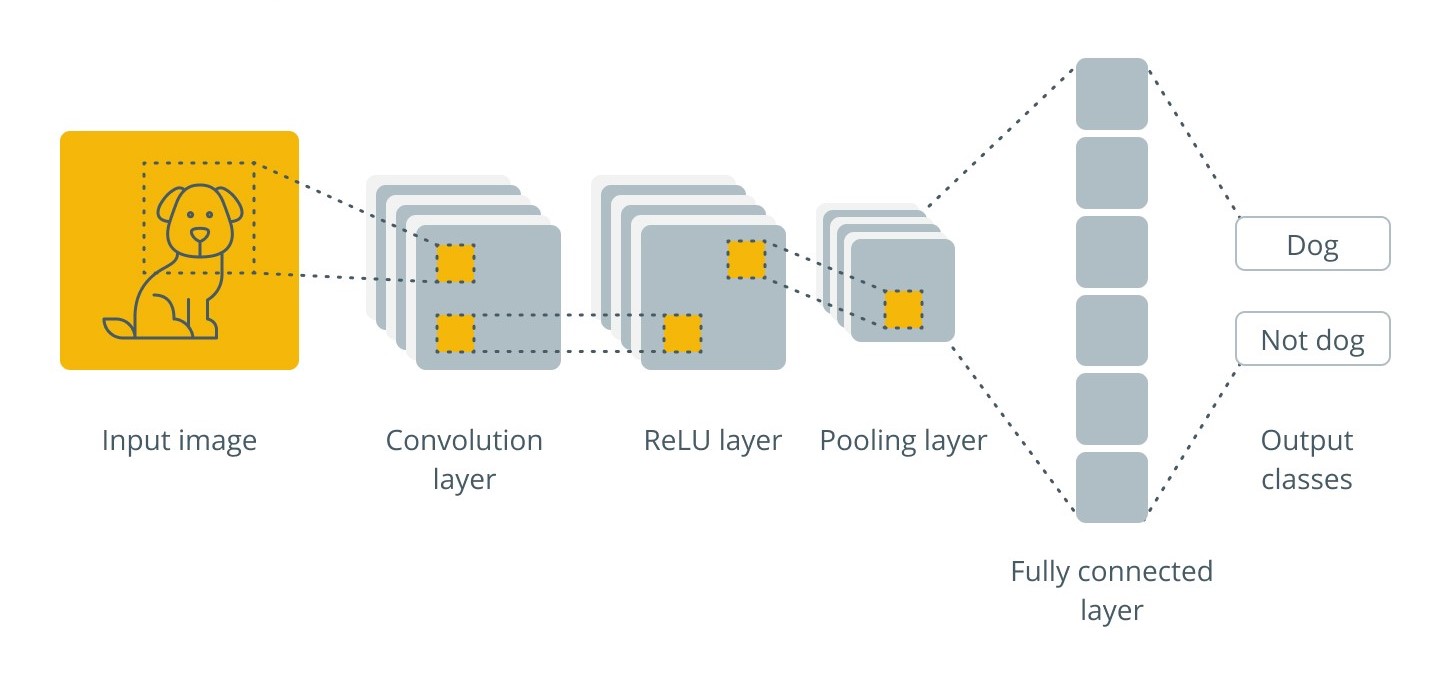 Dog
Not dog
Input image
Convolution
layer
ReLU layer
Pooling layer
Output
classes
Fully connected
layer